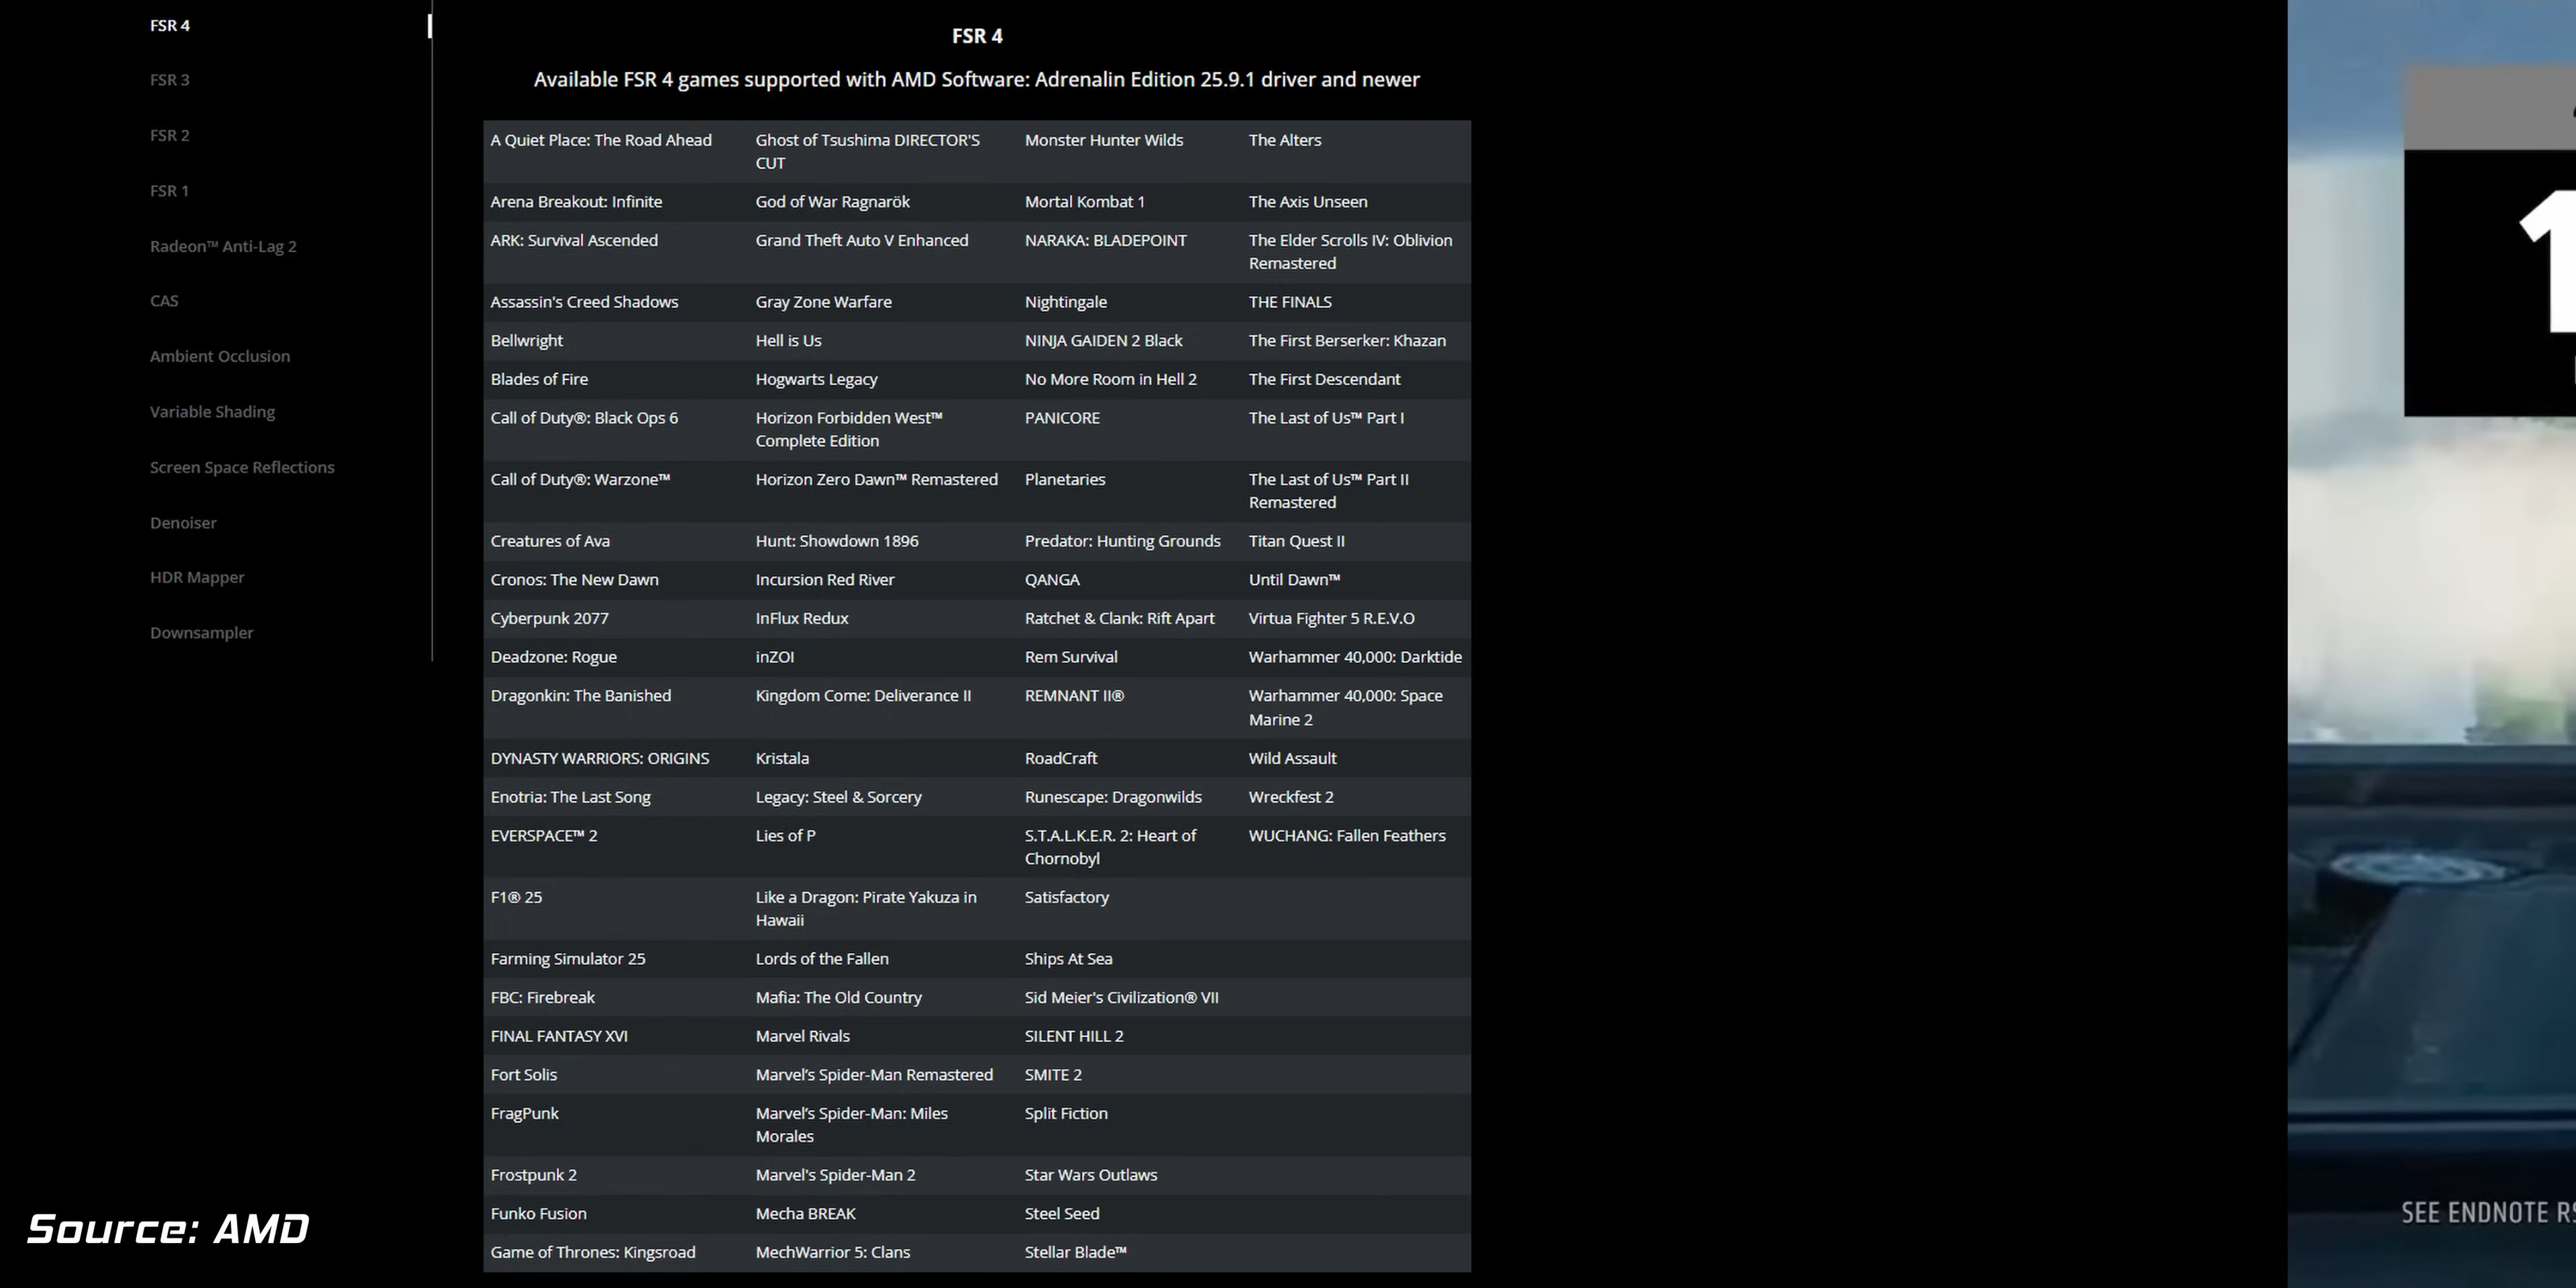 FSR 4
FSR 3
FSR 2
FSR 1
Radeon™ Anti-Lag 2
CAS
Ambient Occlusion
Variable Shading
Screen Space Reflections
Denoiser
HDR Mapper
Downsampler
FSR 4
Available FSR 4 games supported with AMD Software: Adrenalin Edition 25.9.1 driver and newer
A Quiet Place: The Road Ahead
Ghost of Tsushima DIRECTOR'S
CUT
Monster Hunter Wilds
The Alters
Arena Breakout: Infinite
God of War Ragnarök
Mortal Kombat 1
The Axis Unseen
ARK: Survival Ascended
Grand Theft Auto V Enhanced
NARAKA: BLADEPOINT
The Elder Scrolls IV: Oblivion
Remastered
Assassin's Creed Shadows
Gray Zone Warfare
Nightingale
THE FINALS
Bellwright
Hell is Us
NINJA GAIDEN 2 Black
The First Berserker: Khazan
Blades of Fire
Hogwarts Legacy
No More Room in Hell 2
The First Descendant
Call of Duty®: Black Ops 6
Horizon Forbidden West™
Complete Edition
PANICORE
The Last of Us™ Part I
Call of Duty®: Warzone™
Horizon Zero Dawn™ Remastered
Planetaries
The Last of Us™ Part II
Remastered
Creatures of Ava
Hunt: Showdown 1896
Predator: Hunting Grounds
Titan Quest II
Cronos: The New Dawn
Incursion Red River
QANGA
Until Dawn™
Cyberpunk 2077
InFlux Redux
Ratchet & Clank: Rift Apart
Virtua Fighter 5 R.E.V.O
Deadzone: Rogue
inZOI
Rem Survival
Warhammer 40,000: Darktide
Dragonkin: The Banished
Kingdom Come: Deliverance II
REMNANT II®
Warhammer 40,000: Space
Marine 2
DYNASTY WARRIORS: ORIGINS
Kristala
RoadCraft
Wild Assault
Enotria: The Last Song
Legacy: Steel & Sorcery
Runescape: Dragonwilds
Wreckfest 2
EVERSPACE™ 2
Lies of P
S.T.A.L.K.E.R. 2: Heart of
Chornobyl
WUCHANG: Fallen Feathers
F1® 25
Like a Dragon: Pirate Yakuza in
Hawaii
Satisfactory
Farming Simulator 25
Lords of the Fallen
Ships At Sea
FBC: Firebreak
Mafia: The Old Country
Sid Meier's Civilization® VII
FINAL FANTASY XVI
Marvel Rivals
SILENT HILL 2
Fort Solis
Marvel's Spider-Man Remastered
SMITE 2
FragPunk
Marvel's Spider-Man: Miles
Morales
Split Fiction
Frostpunk 2
Marvel's Spider-Man 2
Star Wars Outlaws
Funko Fusion
Mecha BREAK
Steel Seed
Game of Thrones: Kingsroad
MechWarrior 5: Clans
Stellar Blade™
Source: AMD
1
SEE ENDNOTE